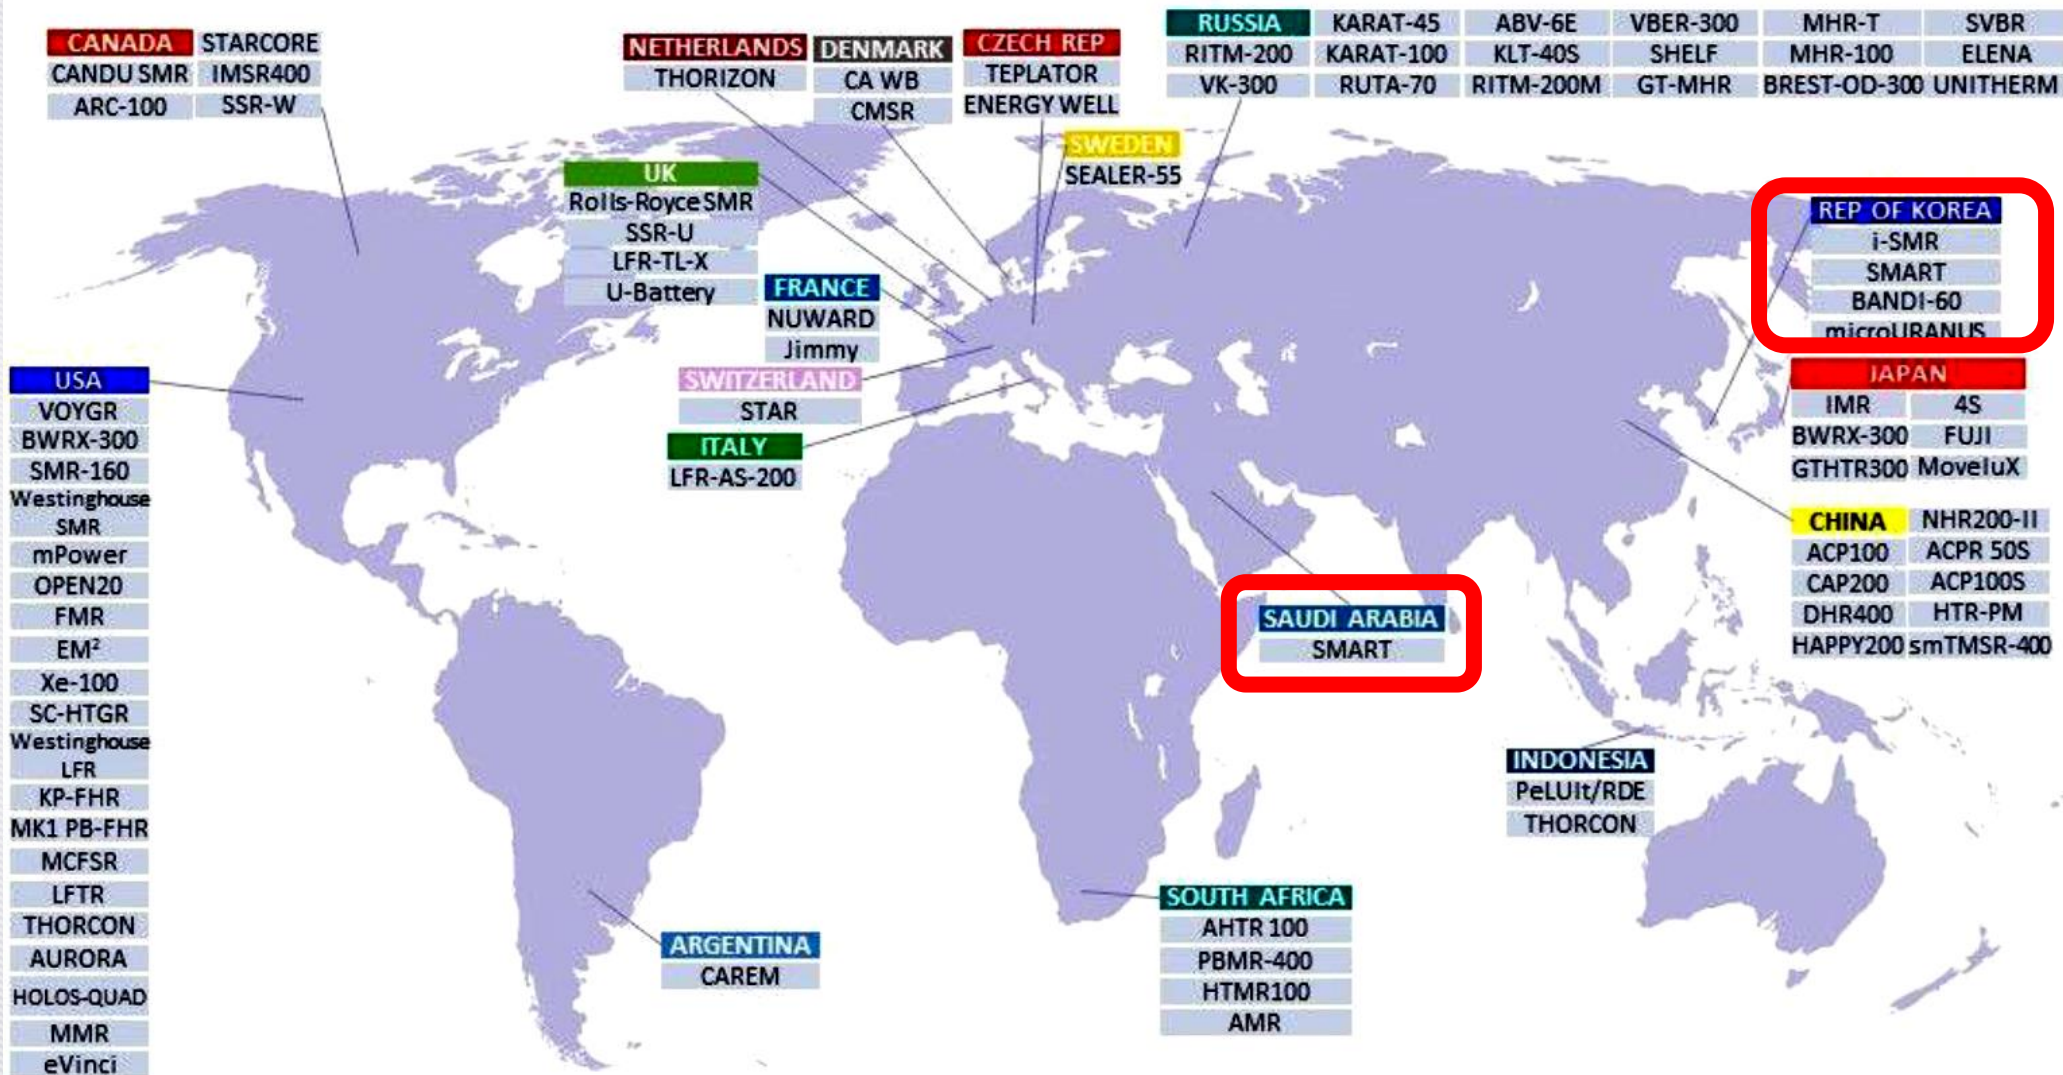 CANADA STARCORE
CANDU SMR IMSR400
ARC-100 SSR-W
NETHERLANDS
THORIZON
DENMARK
CA WB
CMSR
CZECH REP
TEPLATOR
ENERGY WELL
RUSSIA KARAT-45 ABV-6E VBER-300 MHR-T SVBR
RITM-200 KARAT-100 KLT-40S SHELF MHR-100 ELENA
VK-300 RUTA-70 RITM-200M GT-MHR BREST-OD-300 UNITHERM
SWEDEN
SEALER-55
UK
Rolls-Royce SMR
SSR-U
LFR-TL-X
U-Battery
FRANCE
NUWARD
Jimmy
SWITZERLAND
STAR
ITALY
LFR-AS-200
REP OF KOREA
i-SMR
SMART
BANDI-60
microURANUS
JAPAN
IMR 4S
BWRX-300 FUJI
GTHTR300 MoveluX
CHINA NHR200-II
ACP100 ACPR 50S
CAP200 ACP100S
DHR400 HTR-PM
HAPPY200 smTMSR-400
USA
VOYGR
BWRX-300
SMR-160
Westinghouse
SMR
mPower
OPEN20
FMR
EM²
Xe-100
SC-HTGR
Westinghouse
LFR
KP-FHR
MK1 PB-FHR
MCFSR
LFTR
THORCON
AURORA
HOLOS-QUAD
MMR
eVinci
SAUDI ARABIA
SMART
INDONESIA
PeLUIt/RDE
THORCON
SOUTH AFRICA
AHTR 100
PBMR-400
HTMR100
AMR
ARGENTINA
CAREM